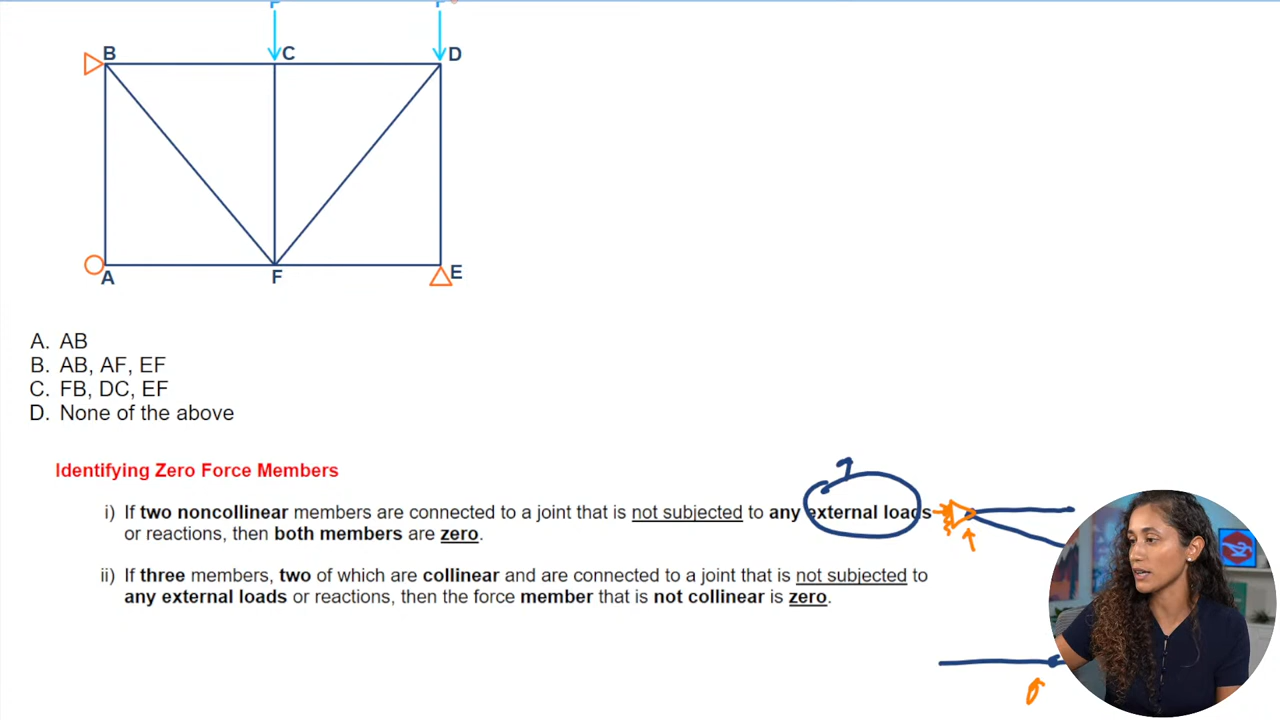 B C D
A F E
A. AB
B. AB, AF, EF
C. FB, DC, EF
D. None of the above
Identifying Zero Force Members
i) If two noncollinear members are connected to a joint that is not subjected to any external loads
or reactions, then both members are zero.
ii) If three members, two of which are collinear and are connected to a joint that is not subjected to
any external loads or reactions, then the force member that is not collinear is zero.